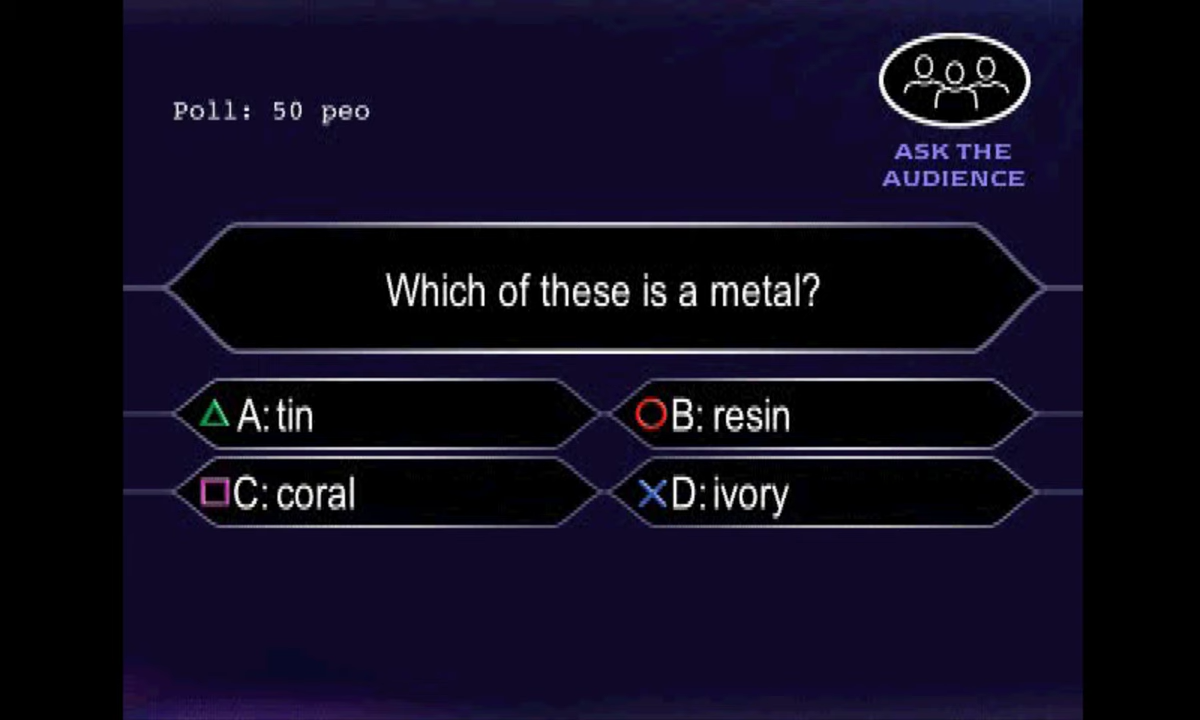 Poll: 50 peo
ASK THE
AUDIENCE
Which of these is a metal?
A: tin
B: resin
C: coral
D: ivory